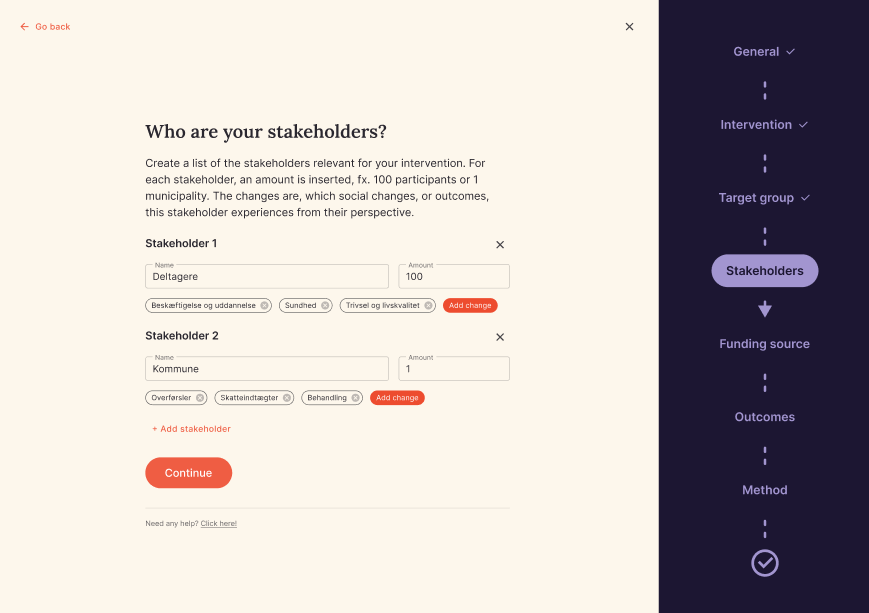 Go back
Who are your stakeholders?
Create a list of the stakeholders relevant for your intervention. For
each stakeholder, an amount is inserted, fx. 100 participants or 1
municipality. The changes are, which social changes, or outcomes,
this stakeholder experiences from their perspective.
Stakeholder 1
Name
Deltagere
Amount
100
Beskæftigelse og uddannelse
Sundhed
Trivsel og livskvalitet
Add change
Stakeholder 2
Name
Kommune
Amount
1
Overførsler
Skatteindtægter
Behandling
Add change
+ Add stakeholder
Continue
Need any help? Click here!
General
Intervention
Target group
Stakeholders
Funding source
Outcomes
Method